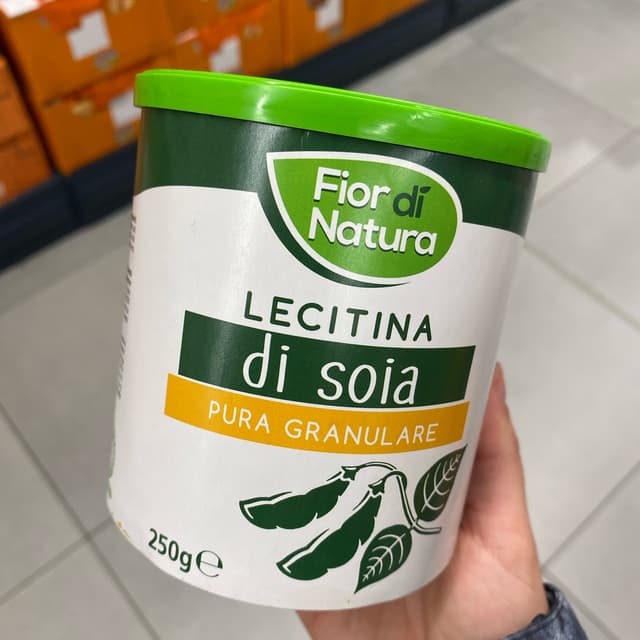 Fior di
Natura
LECITINA
di soia
PURA GRANULARE
250g ℮